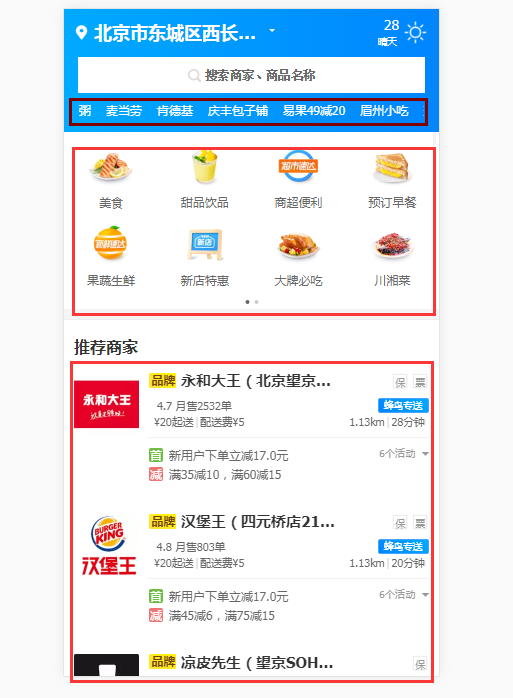 北京市东城区西长... 28
晴天
搜索商家、商品名称
粥 麦当劳 肯德基 庆丰包子铺 易果49减20 眉州小吃
超市速达
美食 甜品饮品 商超便利 预订早餐
新鲜速达 新店
果蔬生鲜 新店特惠 大牌必吃 川湘菜
推荐商家
品牌 永和大王（北京望京... 保 票
永和大王
4.7 月售2532单 蜂鸟专送
¥20起送 | 配送费¥5 1.13km | 28分钟
首 新用户下单立减17.0元 6个活动
减 满35减10，满60减15
品牌 汉堡王（四元桥店21... 保 票
BURGER
KING
汉堡王
4.8 月售803单 蜂鸟专送
¥20起送 | 配送费¥5 1.13km | 20分钟
首 新用户下单立减17.0元 6个活动
减 满45减6，满75减15
品牌 凉皮先生（望京SOH... 保